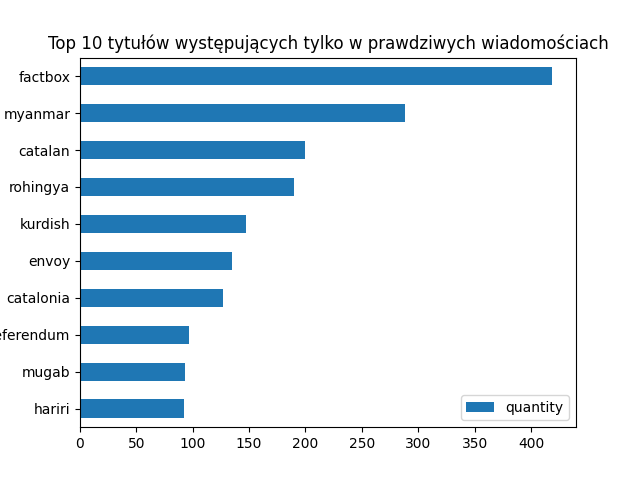 Top 10 tytułów występujących tylko w prawdziwych wiadomościach
factbox
myanmar
catalan
rohingya
kurdish
envoy
catalonia
eferendum
mugab
hariri
quantity
0 50 100 150 200 250 300 350 400